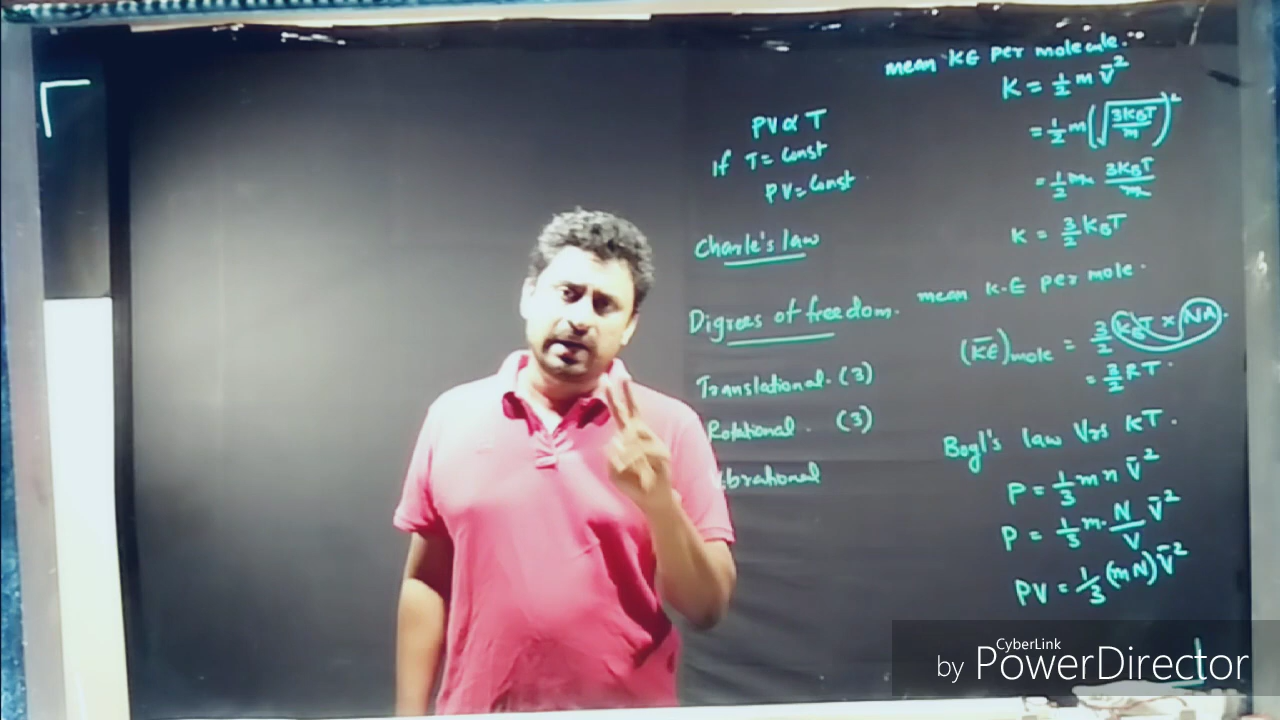 mean KE per molecule.
K = 1/2 m v̄²
= 1/2 m (√(3kBT/m))²
= 1/2 m 3kBT/m
K = 3/2 kBT
mean K.E per mole.
(K̄Ē)mole = 3/2 kBT × NA.
= 3/2 RT.
Boyl's law Vrs KT.
P = 1/3 m n v̄²
P = 1/3 m. N/V v̄²
PV = 1/3 (mN) v̄²
PV ∝ T
If T = Const
PV = Const
Charle's law
Digrees of freedom.
Translational. (3)
Rotational. (3)
brational
CyberLink
by PowerDirector